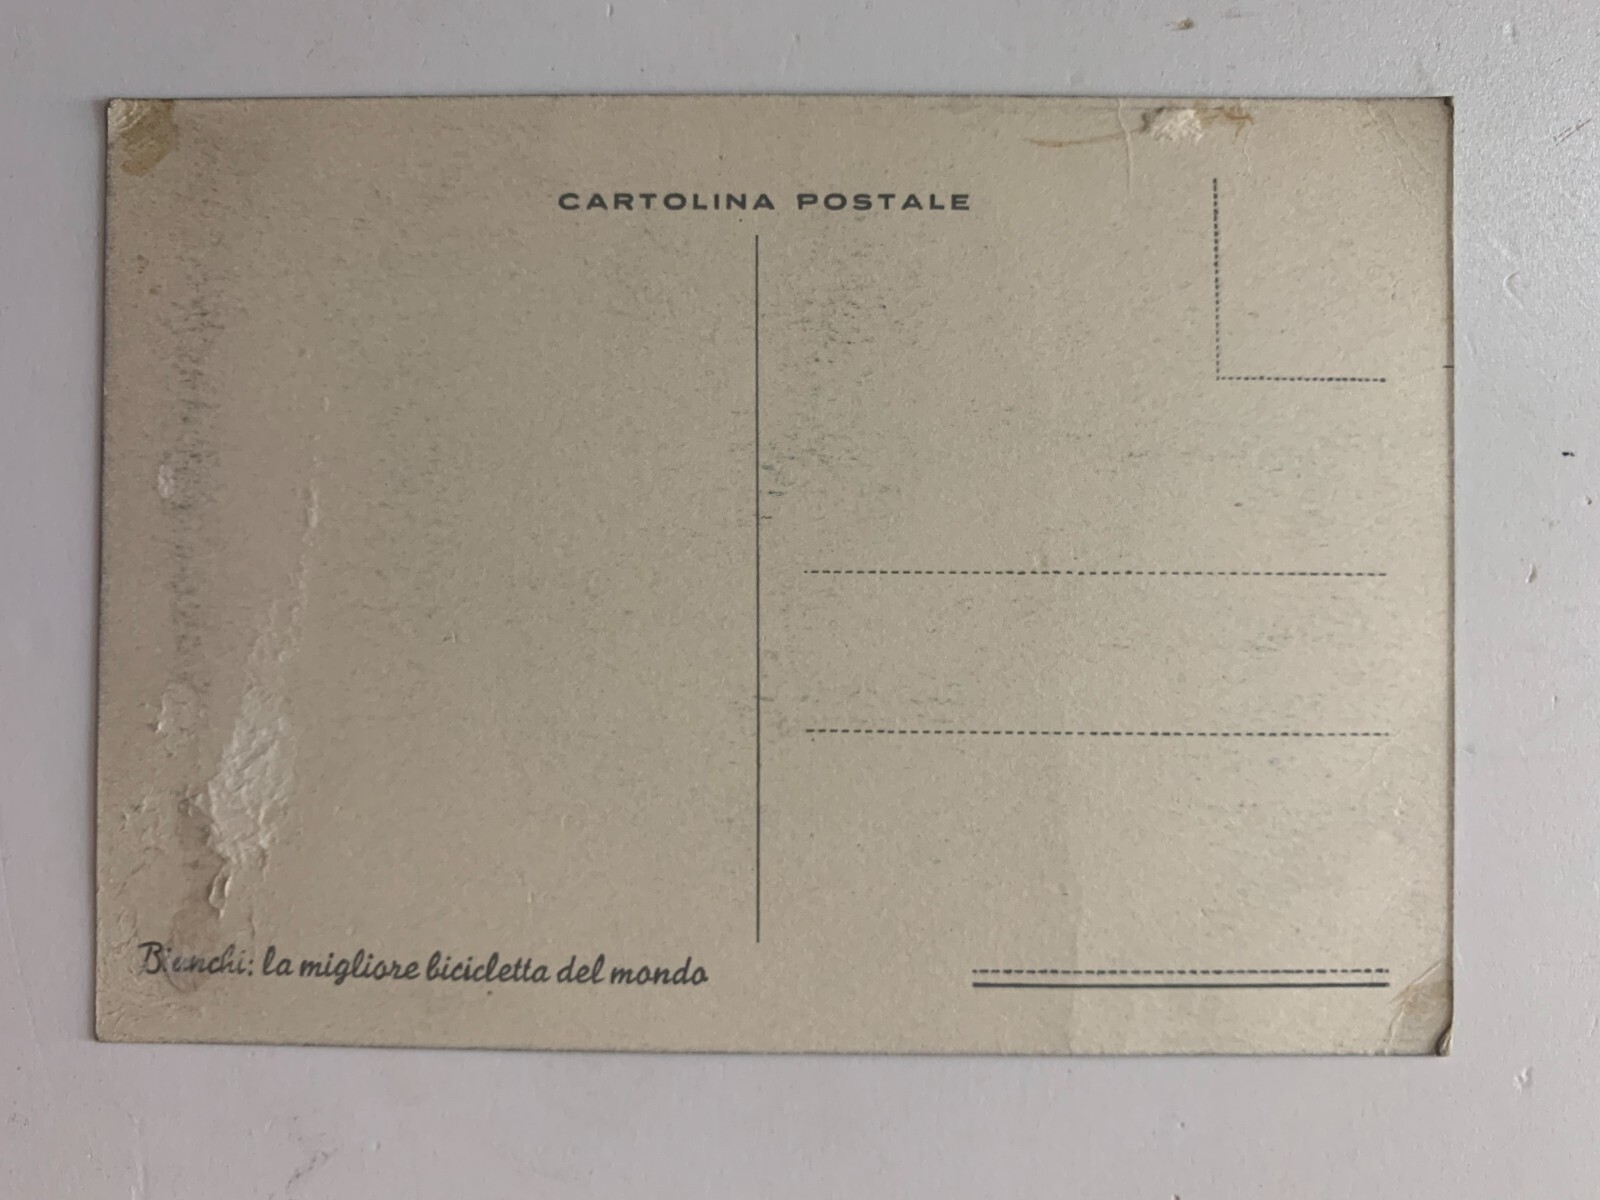 CARTOLINA POSTALE
Bianchi: la migliore bicicletta del mondo